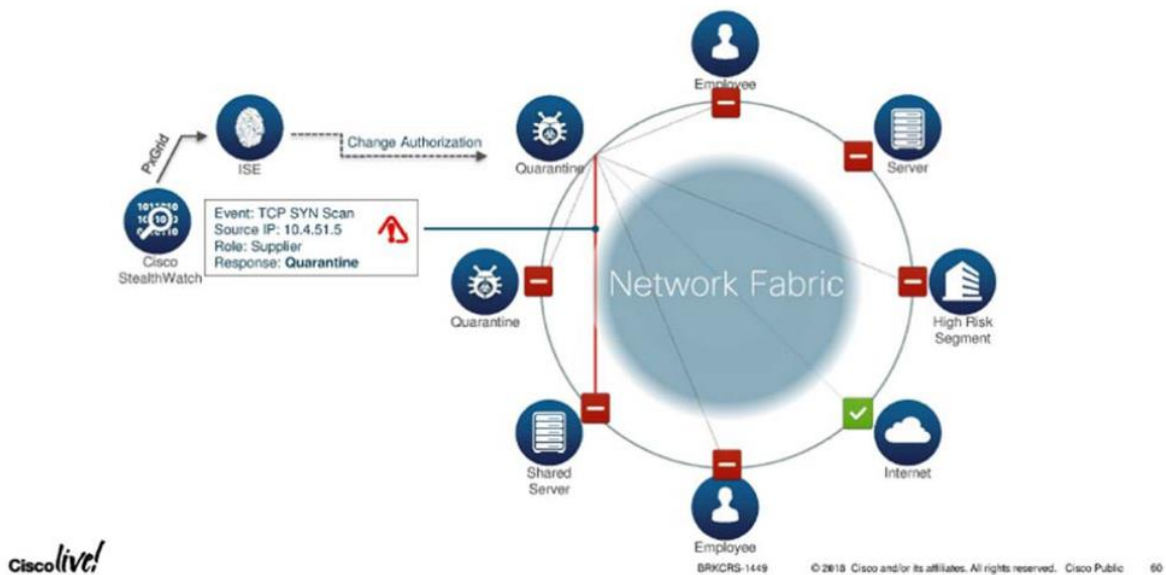 Employee
Server
High Risk
Segment
Internet
Employee
Shared
Server
Quarantine
Quarantine
Network Fabric
Change Authorization
ISE
PxGrid
Cisco
StealthWatch
Event: TCP SYN Scan
Source IP: 10.4.51.5
Role: Supplier
Response: Quarantine
Cisco live!
BRKCRS-1449
© 2018 Cisco and/or its affiliates. All rights reserved. Cisco Public
60